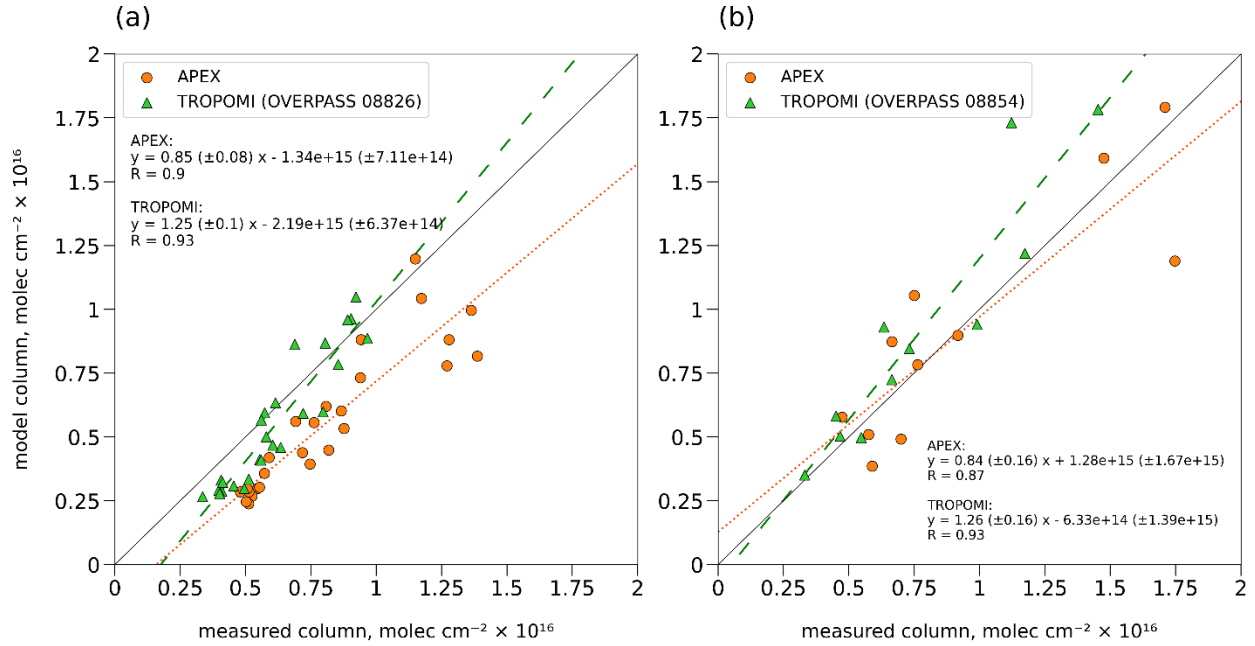 (a)
2
1.75
1.5
1.25
1
0.75
0.5
0.25
0
0
0.25
0.5
0.75
1
1.25
1.5
1.75
2
APEX
TROPOMI (OVERPASS 08826)
APEX:
y = 0.85 (±0.08) x - 1.34e+15 (±7.11e+14)
R = 0.9
TROPOMI:
y = 1.25 (±0.1) x - 2.19e+15 (±6.37e+14)
R = 0.93
model column, molec cm⁻² × 10¹⁶
measured column, molec cm⁻² × 10¹⁶
(b)
2
1.75
1.5
1.25
1
0.75
0.5
0.25
0
0
0.25
0.5
0.75
1
1.25
1.5
1.75
2
APEX
TROPOMI (OVERPASS 08854)
APEX:
y = 0.84 (±0.16) x + 1.28e+15 (±1.67e+15)
R = 0.87
TROPOMI:
y = 1.26 (±0.16) x - 6.33e+14 (±1.39e+15)
R = 0.93
measured column, molec cm⁻² × 10¹⁶